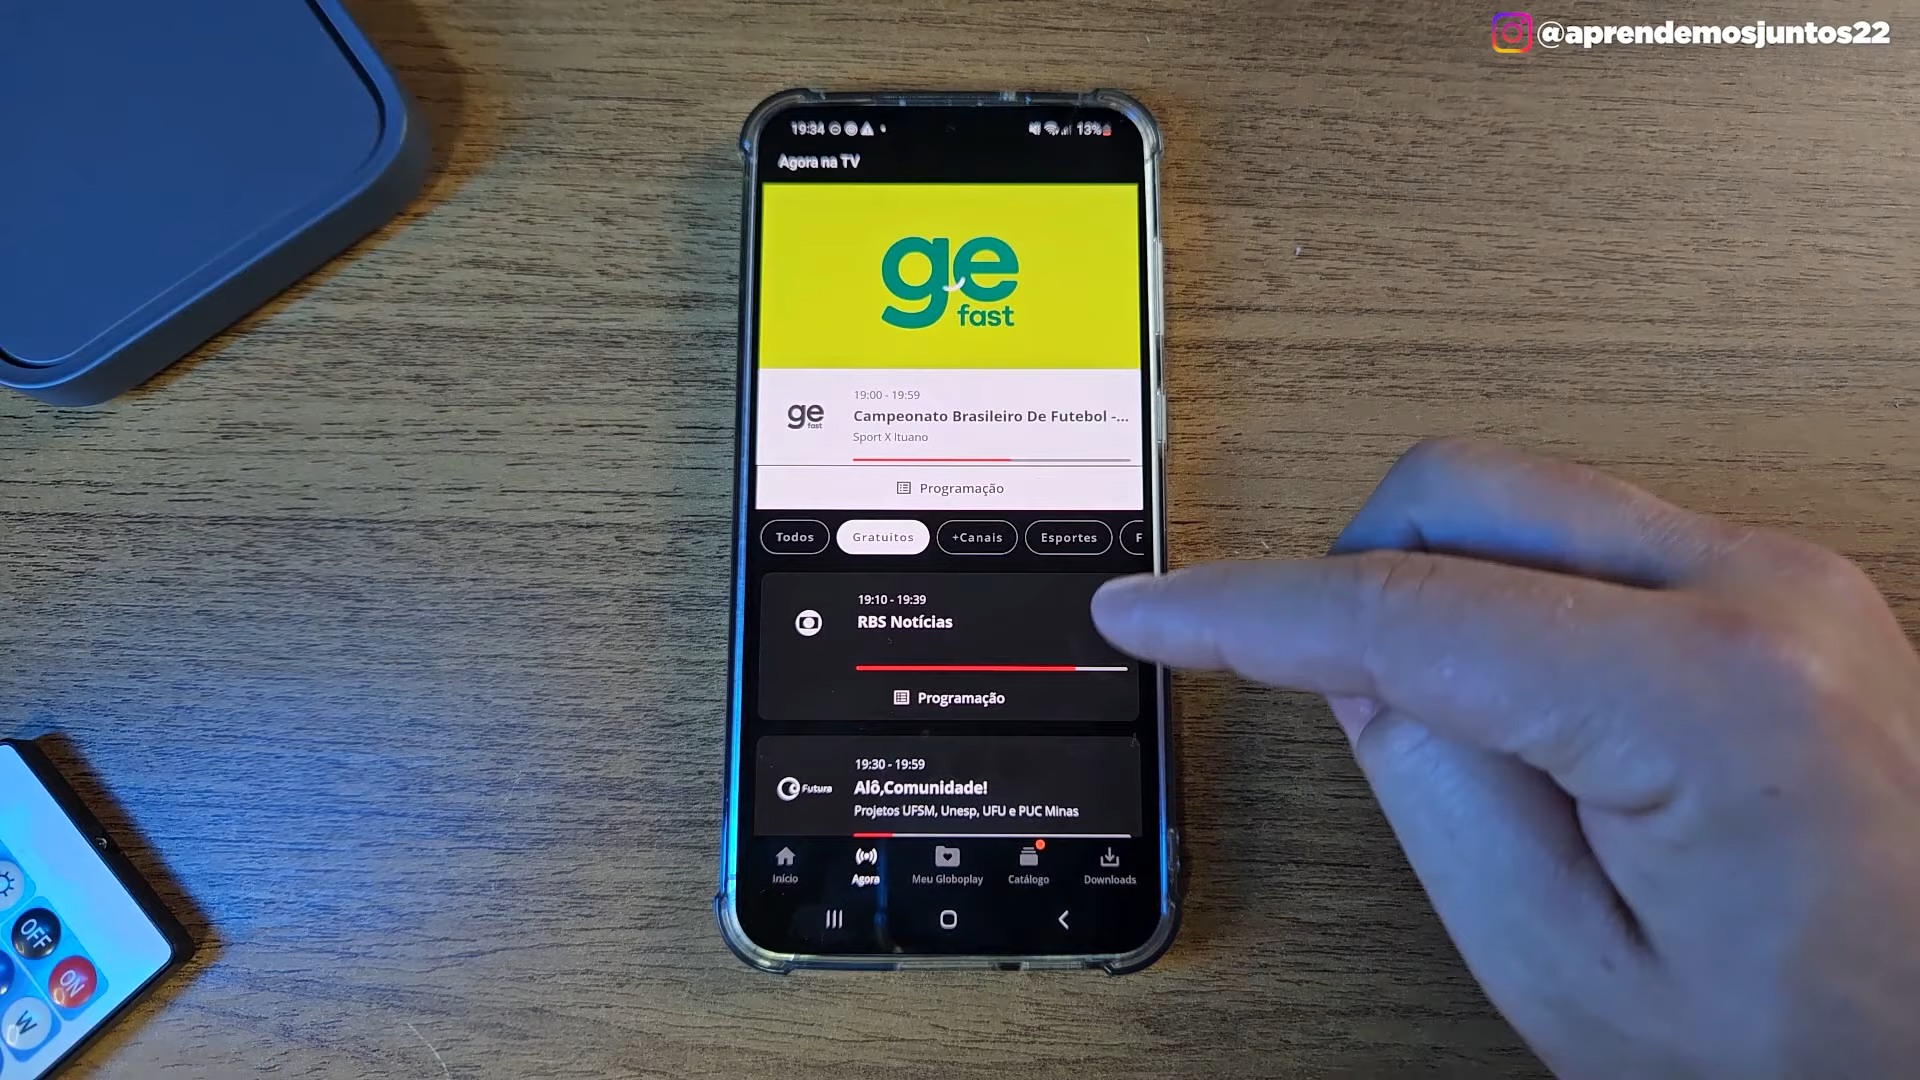 @aprendemosjuntos22
19:34
13%
Agora na TV
ge
fast
19:00 - 19:59
ge
fast
Campeonato Brasileiro De Futebol -...
Sport X Ituano
Programação
Todos
Gratuitos
+Canais
Esportes
F
19:10 - 19:39
RBS Notícias
Programação
19:30 - 19:59
Futura
Alô,Comunidade!
Projetos UFSM, Unesp, UFU e PUC Minas
Início
Agora
Meu Globoplay
Catálogo
Downloads
OFF
ON
W